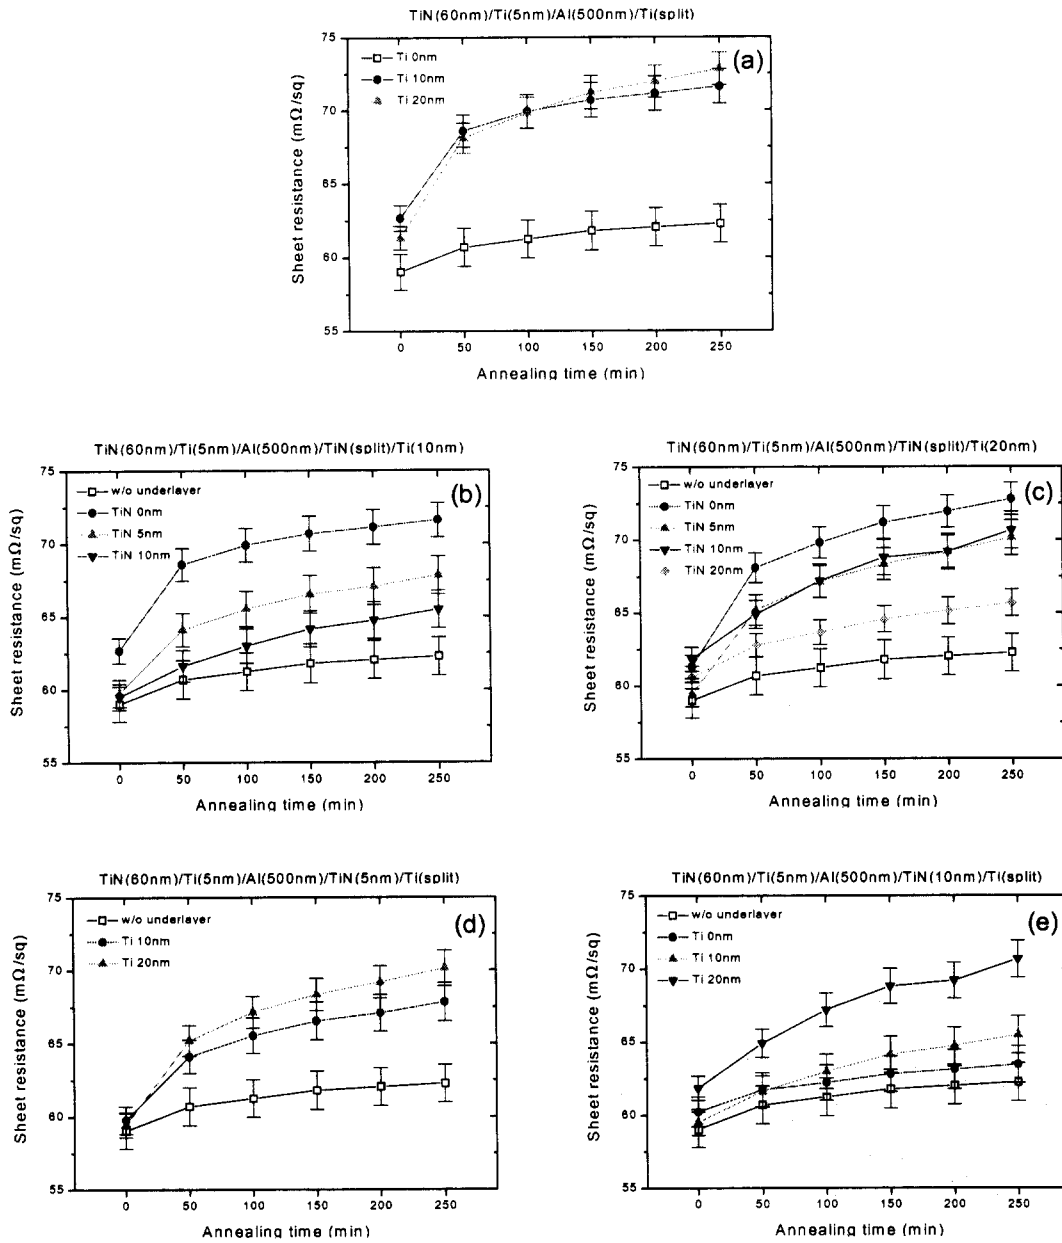 TiN(60nm)/Ti(5nm)/Al(500nm)/Ti(split)
(a)
Ti 0nm
Ti 10nm
Ti 20nm
Sheet resistance (mΩ/sq)
75
70
65
60
55
0 50 100 150 200 250
Annealing time (min)
TiN(60nm)/Ti(5nm)/Al(500nm)/TiN(split)/Ti(10nm)
(b)
w/o underlayer
TiN 0nm
TiN 5nm
TiN 10nm
Sheet resistance (mΩ/sq)
75
70
65
60
55
0 50 100 150 200 250
Annealing time (min)
TiN(60nm)/Ti(5nm)/Al(500nm)/TiN(split)/Ti(20nm)
(c)
w/o underlayer
TiN 0nm
TiN 5nm
TiN 10nm
TiN 20nm
Sheet resistance (mΩ/sq)
75
70
65
60
55
0 50 100 150 200 250
Annealing time (min)
TiN(60nm)/Ti(5nm)/Al(500nm)/TiN(5nm)/Ti(split)
(d)
w/o underlayer
Ti 10nm
Ti 20nm
Sheet resistance (mΩ/sq)
75
70
65
60
55
0 50 100 150 200 250
Annealing time (min)
TiN(60nm)/Ti(5nm)/Al(500nm)/TiN(10nm)/Ti(split)
(e)
w/o underlayer
Ti 0nm
Ti 10nm
Ti 20nm
Sheet resistance (mΩ/sq)
75
70
65
60
55
0 50 100 150 200 250
Annealing time (min)